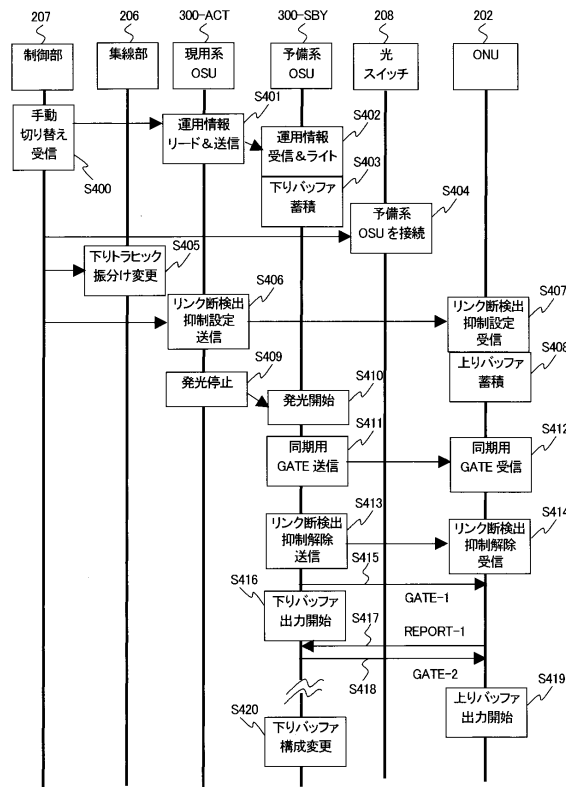 207
206
300-ACT
300-SBY
208
202
制御部
集線部
現用系
OSU
予備系
OSU
光
スイッチ
ONU
手動
切り替え
受信
S400
S401
運用情報
リード＆送信
S402
運用情報
受信＆ライト
S403
下りバッファ
蓄積
S404
予備系
OSUを接続
S405
下りトラヒック
振分け変更
S406
リンク断検出
抑制設定
送信
S407
リンク断検出
抑制設定
受信
S408
上りバッファ
蓄積
S409
発光停止
S410
発光開始
S411
同期用
GATE 送信
S412
同期用
GATE 受信
S413
リンク断検出
抑制解除
送信
S414
リンク断検出
抑制解除
受信
S415
GATE-1
S416
下りバッファ
出力開始
S417
REPORT-1
S418
GATE-2
S419
上りバッファ
出力開始
S420
下りバッファ
構成変更